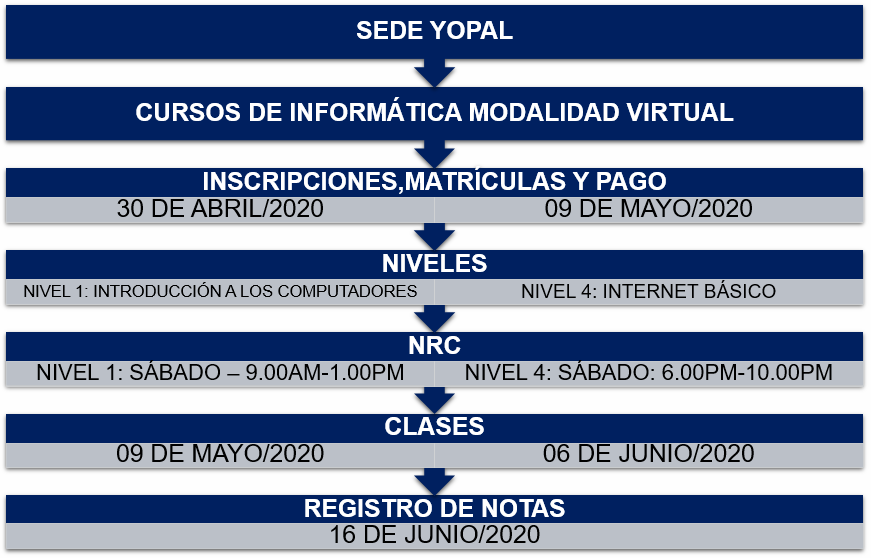 SEDE YOPAL
CURSOS DE INFORMÁTICA MODALIDAD VIRTUAL
INSCRIPCIONES,MATRÍCULAS Y PAGO
30 DE ABRIL/2020
09 DE MAYO/2020
NIVELES
NIVEL 1: INTRODUCCIÓN A LOS COMPUTADORES
NIVEL 4: INTERNET BÁSICO
NRC
NIVEL 1: SÁBADO – 9.00AM-1.00PM
NIVEL 4: SÁBADO: 6.00PM-10.00PM
CLASES
09 DE MAYO/2020
06 DE JUNIO/2020
REGISTRO DE NOTAS
16 DE JUNIO/2020